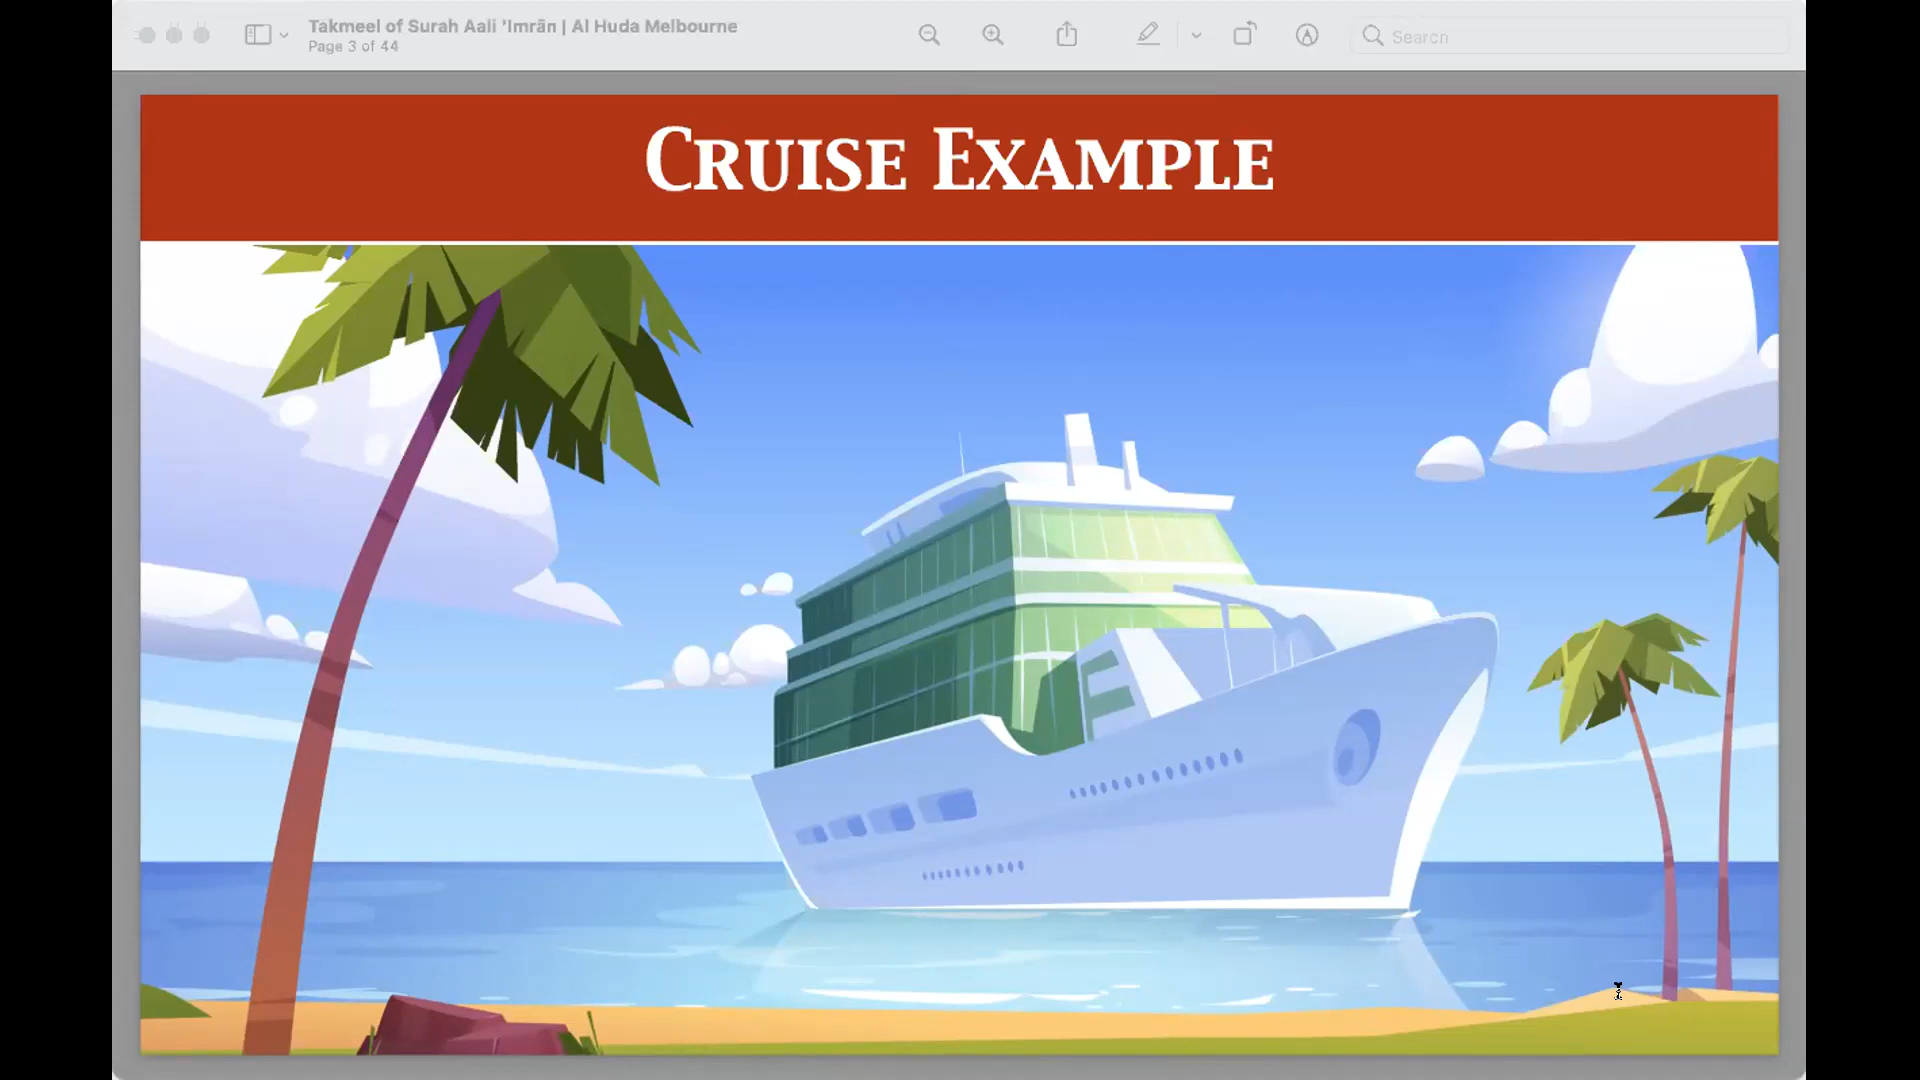 Takmeel of Surah Aali 'Imrān | Al Huda Melbourne
Page 3 of 44
Search
Cruise Example